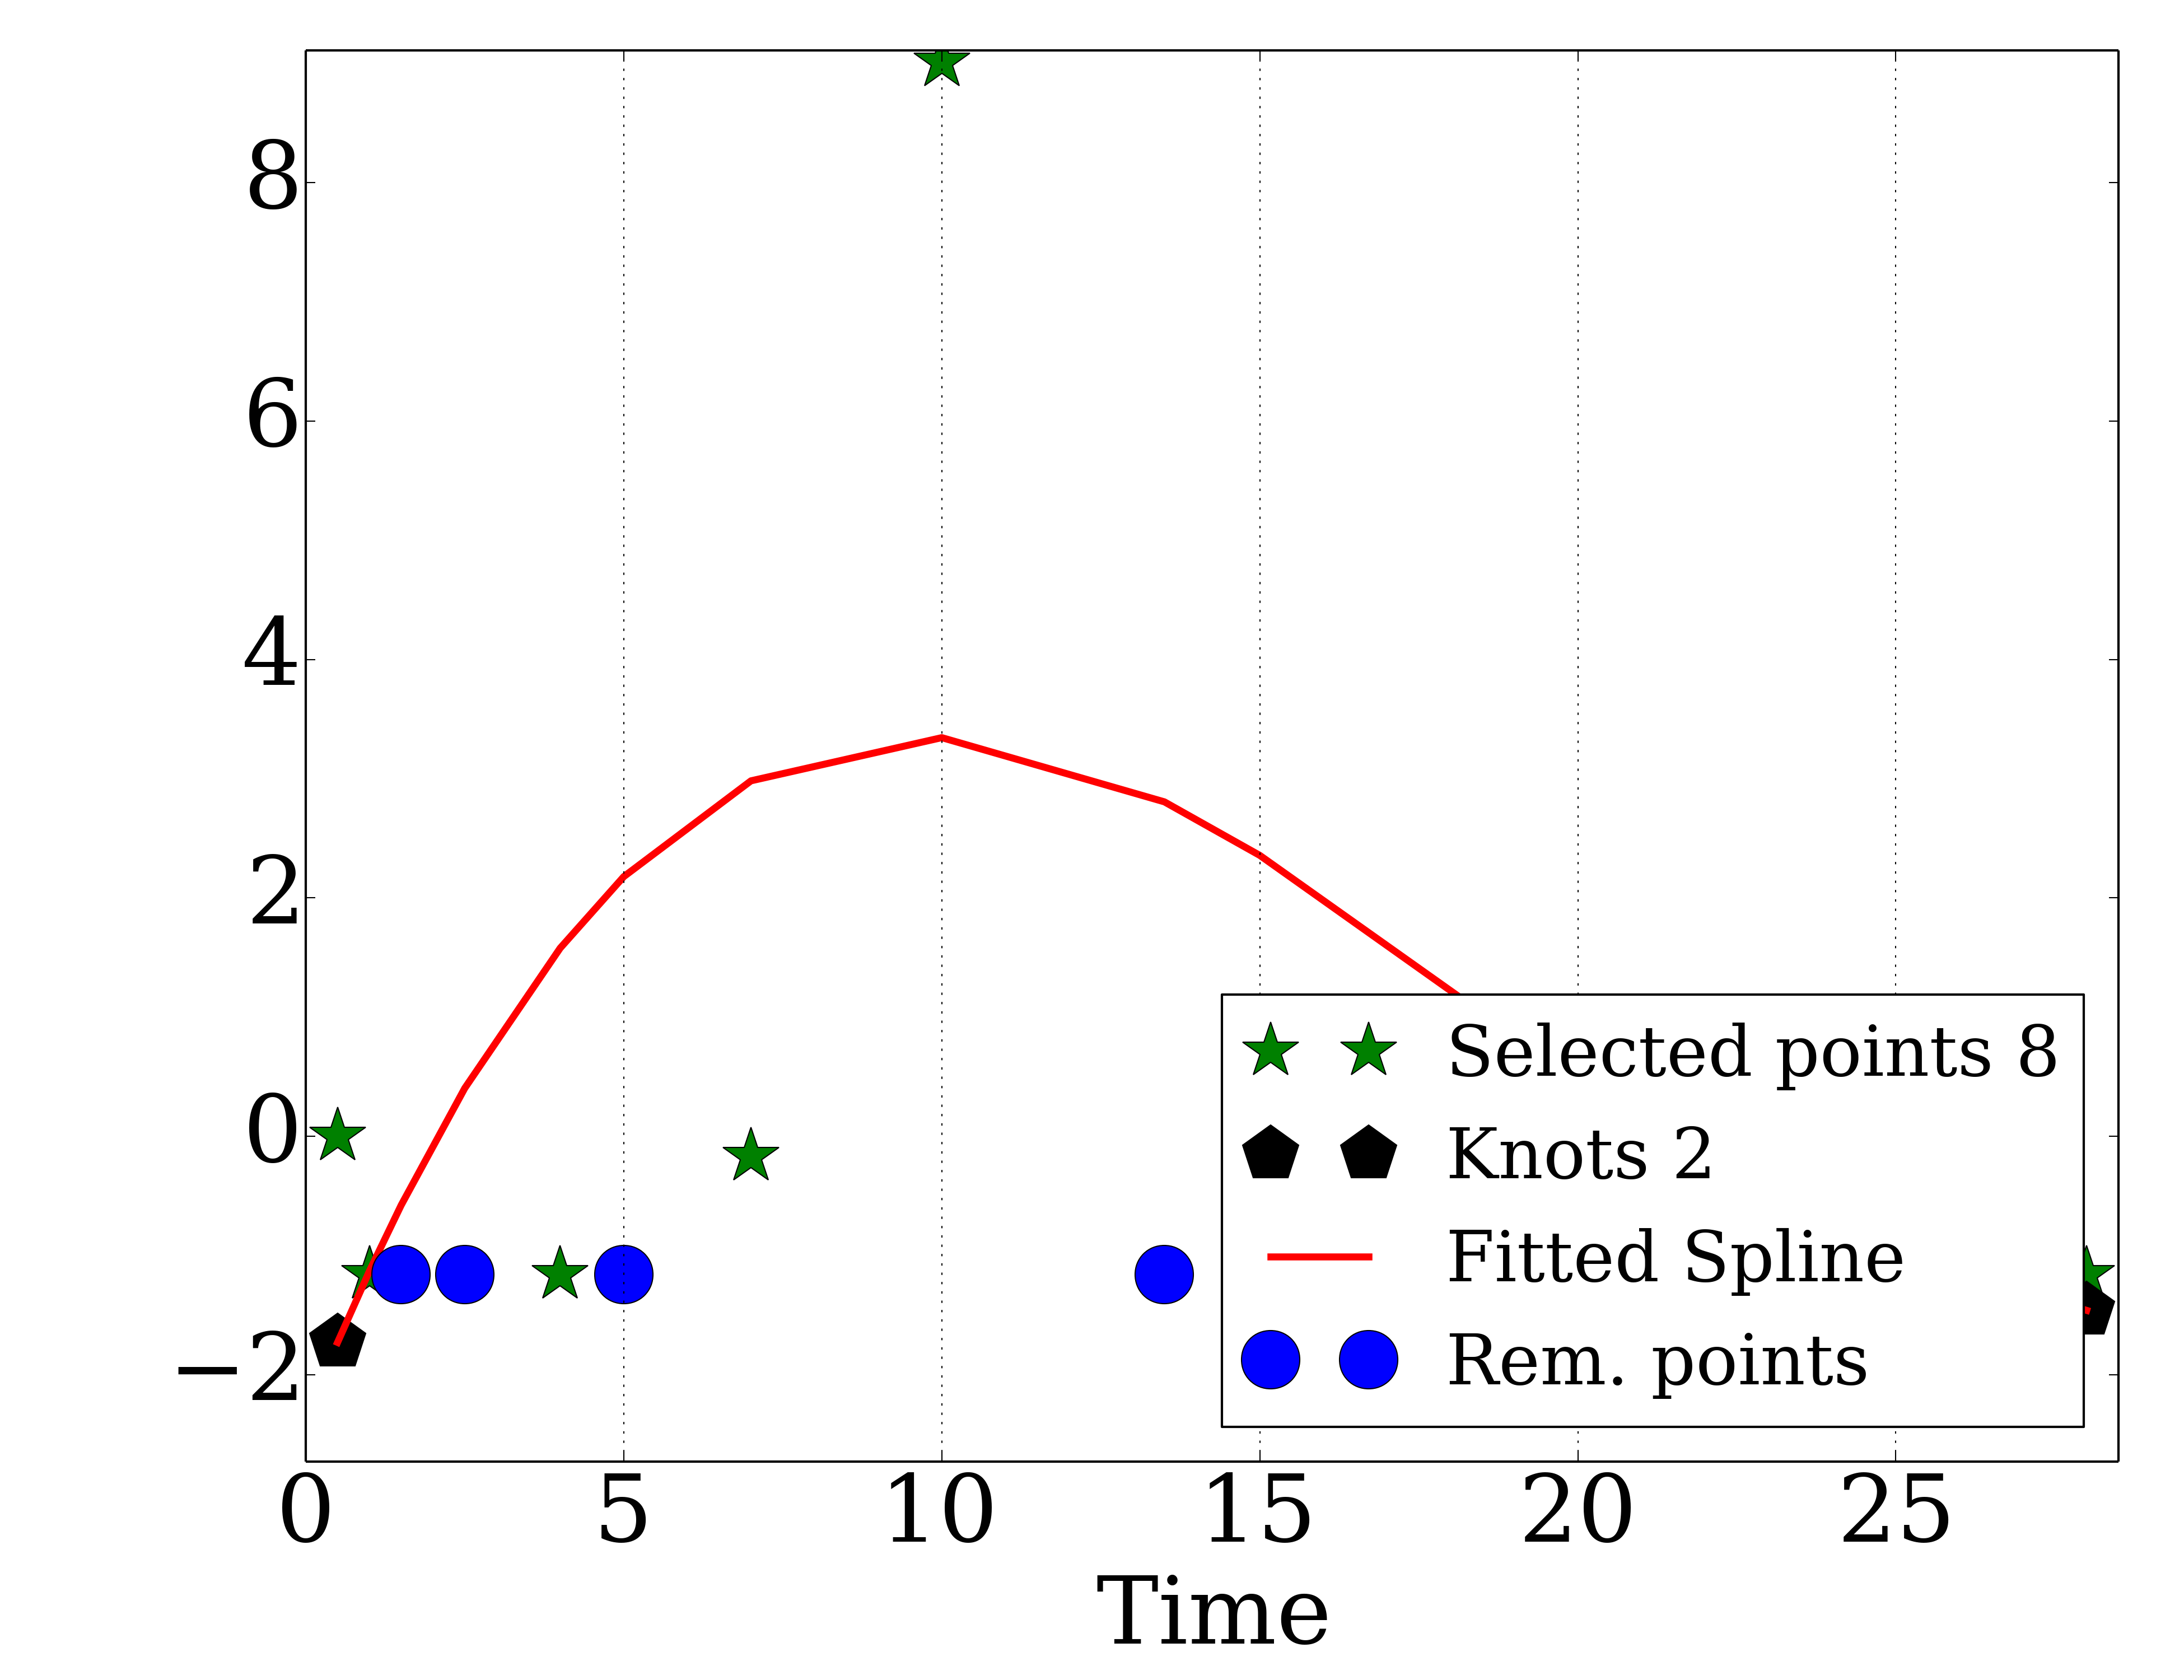 8
6
4
2
0
−2
0 5 10 15 20 25
Time
Selected points 8
Knots 2
Fitted Spline
Rem. points